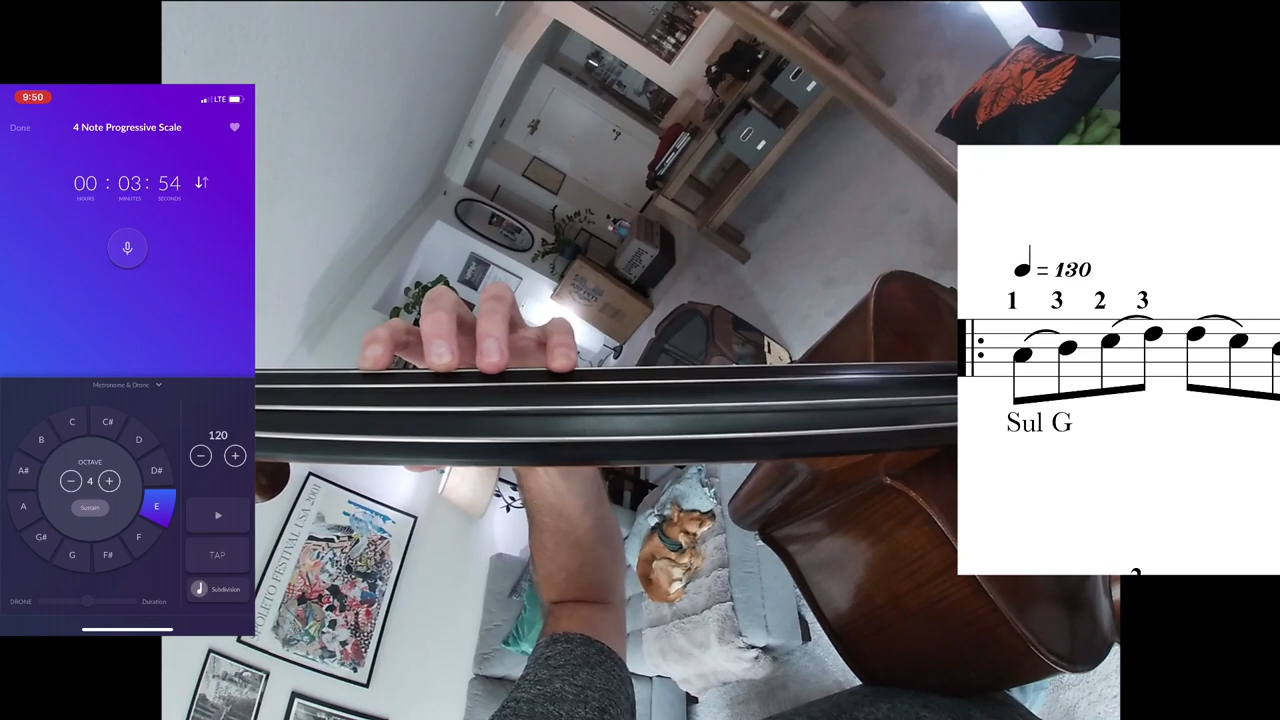 9:50
LTE
Done
4 Note Progressive Scale
00 : 03 : 54
HOURS
MINUTES
SECONDS
Metronome & Drone
C
C#
D
D#
E
F
F#
G
G#
A
A#
B
OCTAVE
− 4 +
Sustain
120
− +
TAP
Subdivision
DRONE
Duration
= 130
1 3 2 3
Sul G
2
SPOLETO FESTIVAL USA 2001